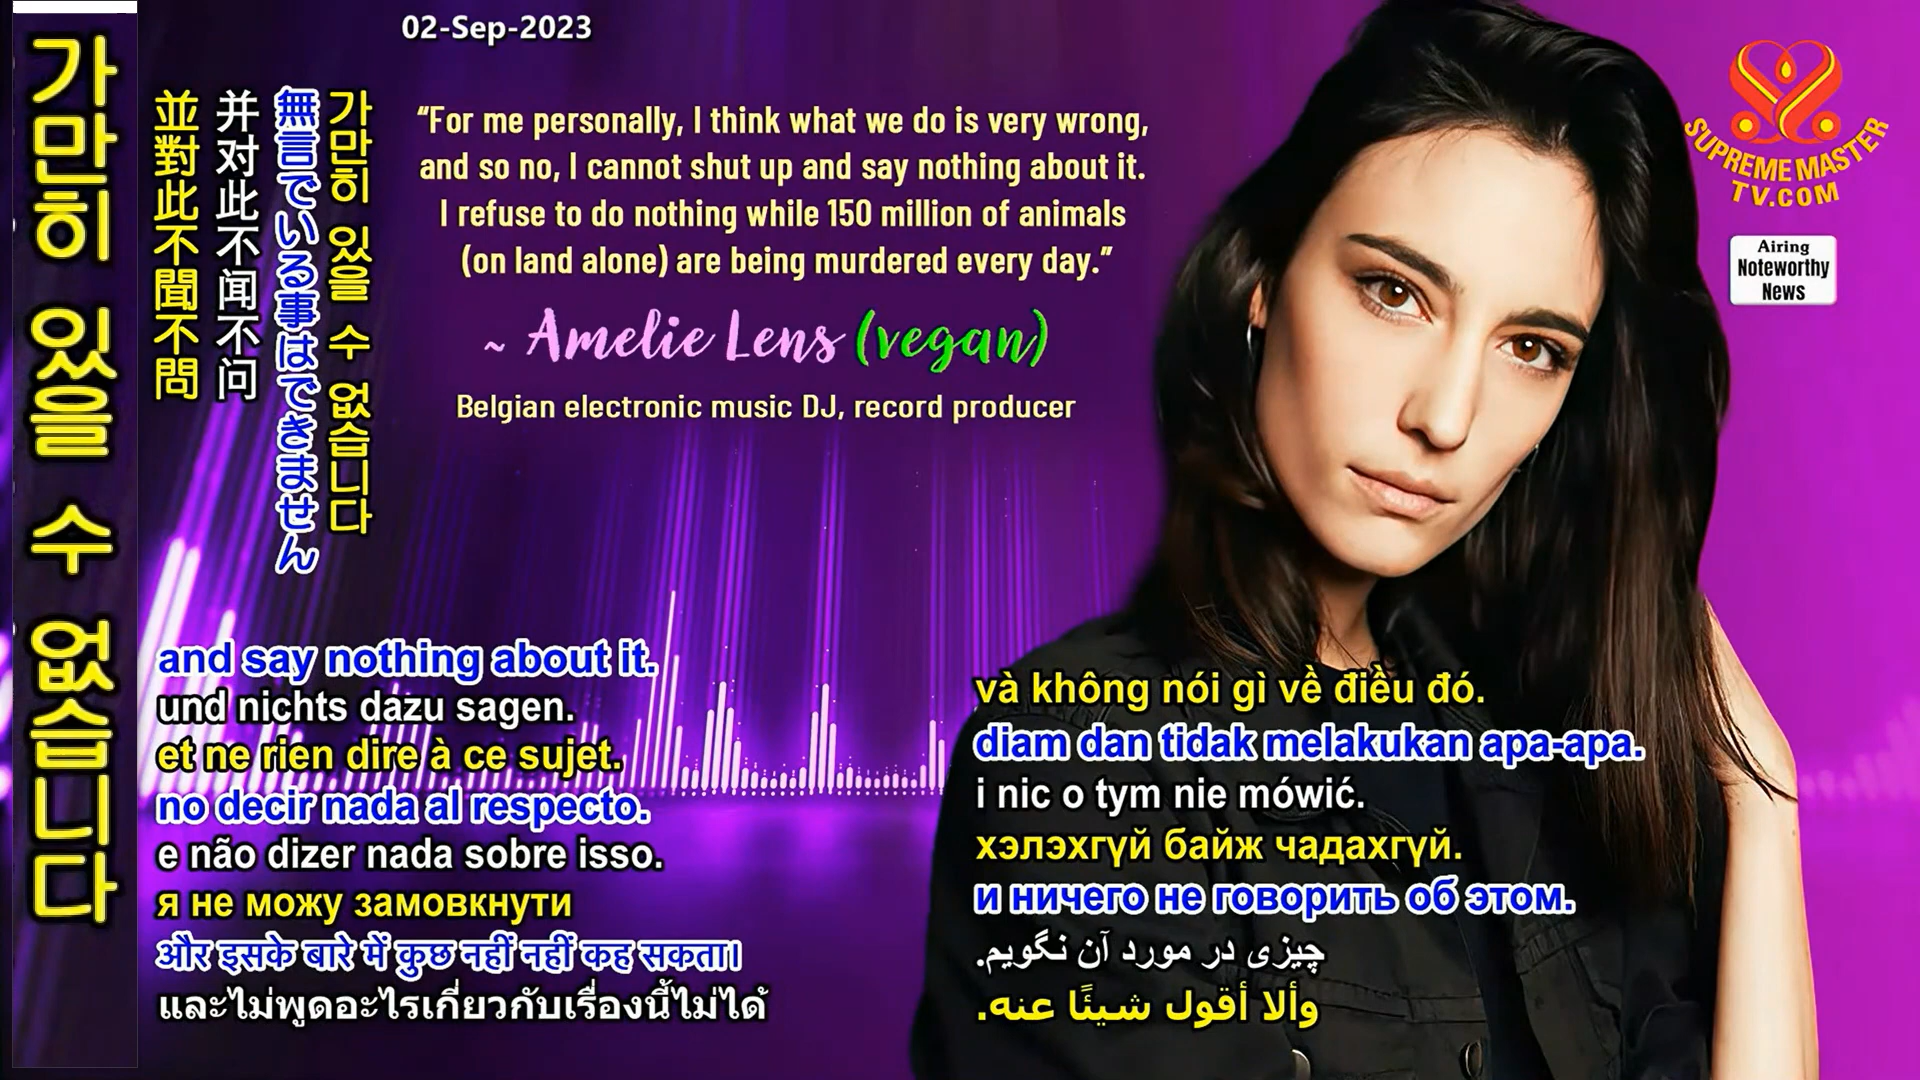 가만히 있을 수 없습니다
02-Sep-2023
並對此不聞不問
并对此不闻不问
無言でいる事はできません
가만히 있을 수 없습니다
“For me personally, I think what we do is very wrong,
and so no, I cannot shut up and say nothing about it.
I refuse to do nothing while 150 million of animals
(on land alone) are being murdered every day.”
~ Amelie Lens (vegan)
Belgian electronic music DJ, record producer
SUPREME MASTER
TV.COM
Airing
Noteworthy
News
and say nothing about it.
und nichts dazu sagen.
et ne rien dire à ce sujet.
no decir nada al respecto.
e não dizer nada sobre isso.
я не можу замовкнути
और इसके बारे में कुछ नहीं नहीं कह सकता।
และไม่พูดอะไรเกี่ยวกับเรื่องนี้ไม่ได้
và không nói gì về điều đó.
diam dan tidak melakukan apa-apa.
i nic o tym nie mówić.
хэлэхгүй байж чадахгүй.
и ничего не говорить об этом.
چیزی در مورد آن نگویم.
وألا أقول شيئًا عنه.